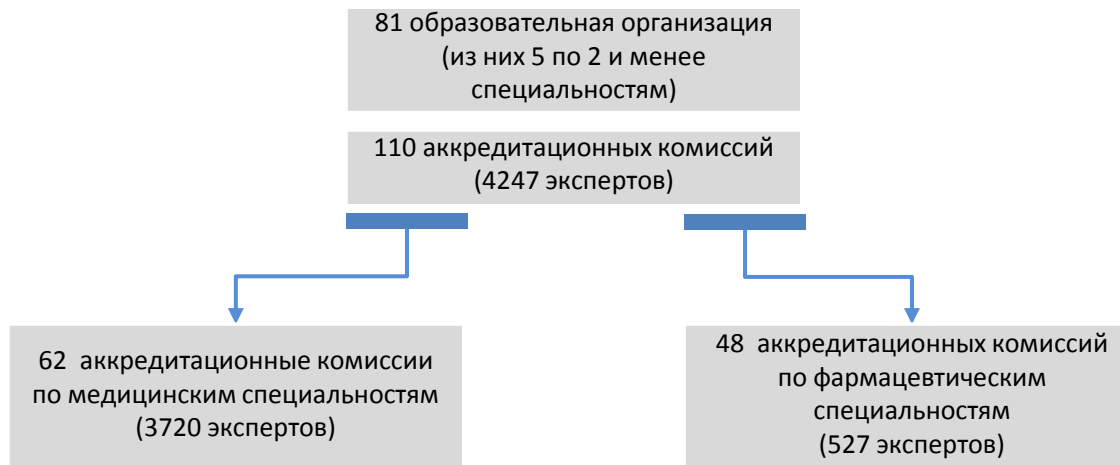 81 образовательная организация
(из них 5 по 2 и менее
специальностям)
110 аккредитационных комиссий
(4247 экспертов)
62 аккредитационные комиссии
по медицинским специальностям
(3720 экспертов)
48 аккредитационных комиссий
по фармацевтическим
специальностям
(527 экспертов)